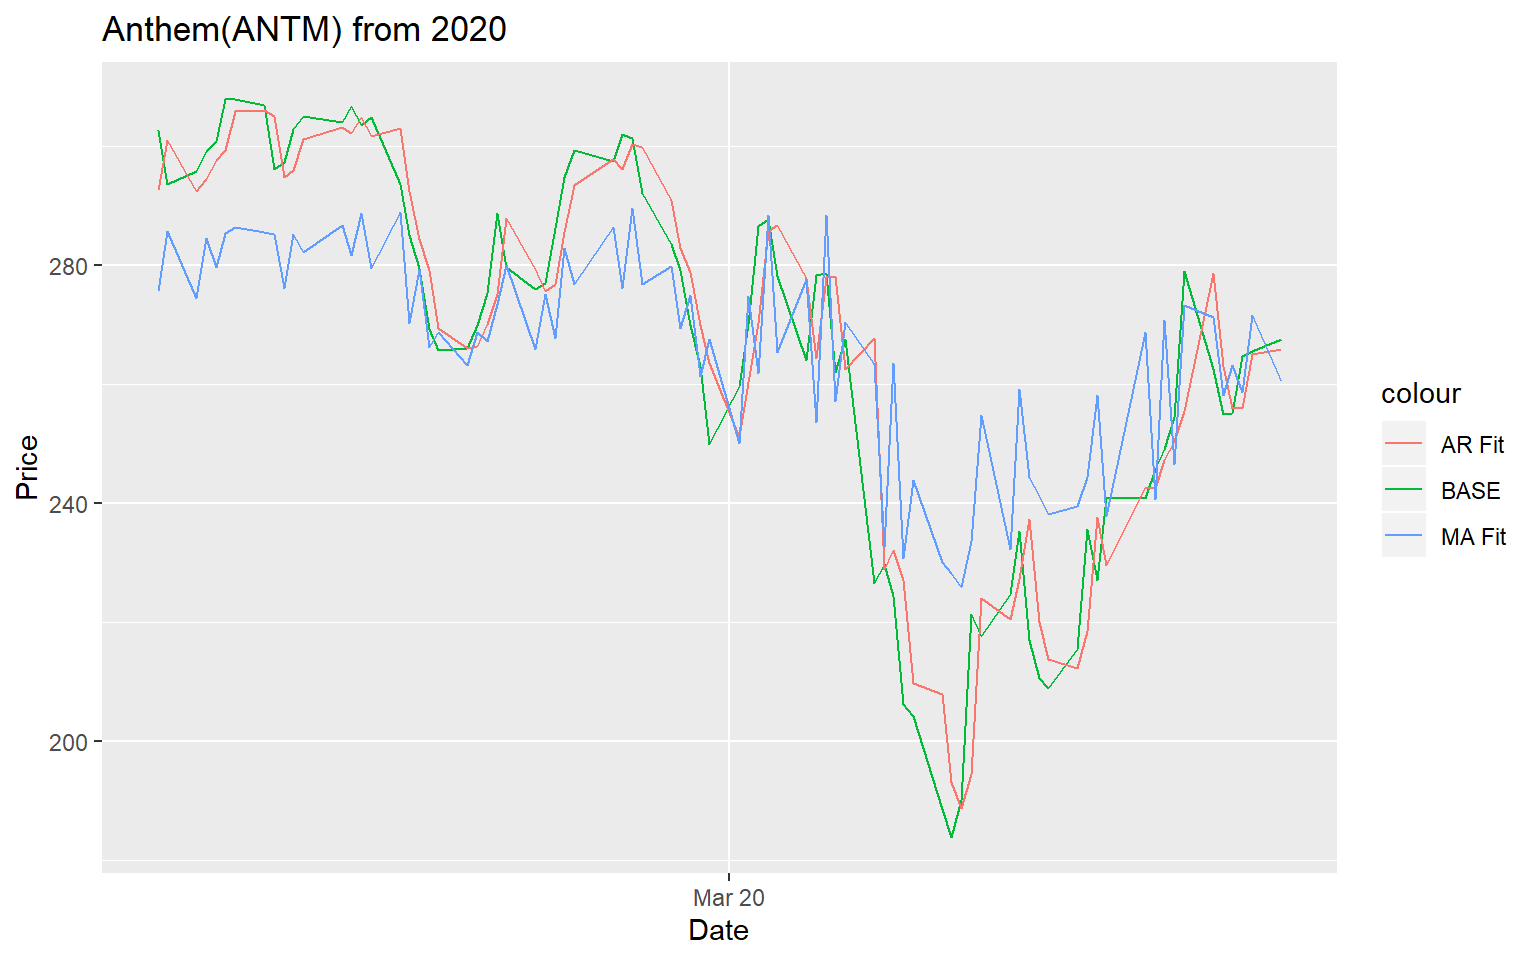 Anthem(ANTM) from 2020
Price
280
240
200
Mar 20
Date
colour
AR Fit
BASE
MA Fit